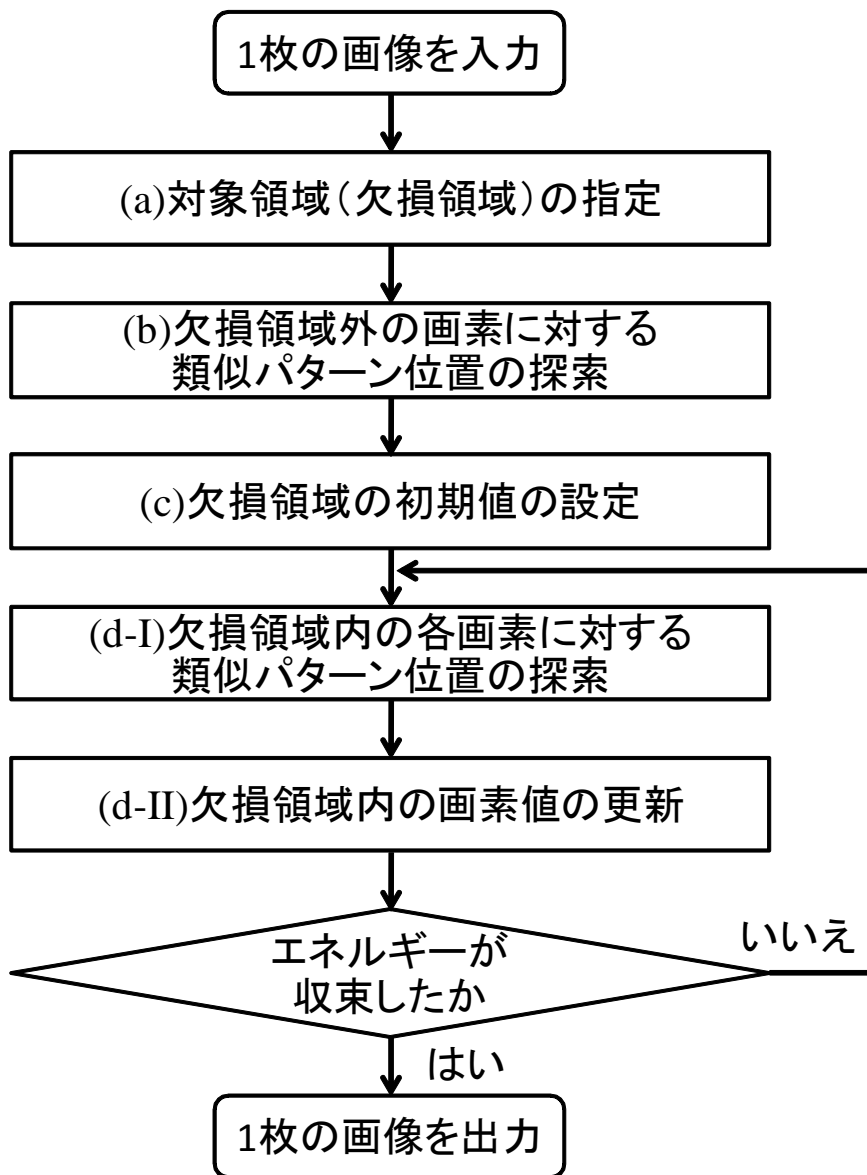 1枚の画像を入力
(a)対象領域（欠損領域）の指定
(b)欠損領域外の画素に対する
類似パターン位置の探索
(c)欠損領域の初期値の設定
(d-I)欠損領域内の各画素に対する
類似パターン位置の探索
(d-II)欠損領域内の画素値の更新
エネルギーが
収束したか
いいえ
はい
1枚の画像を出力